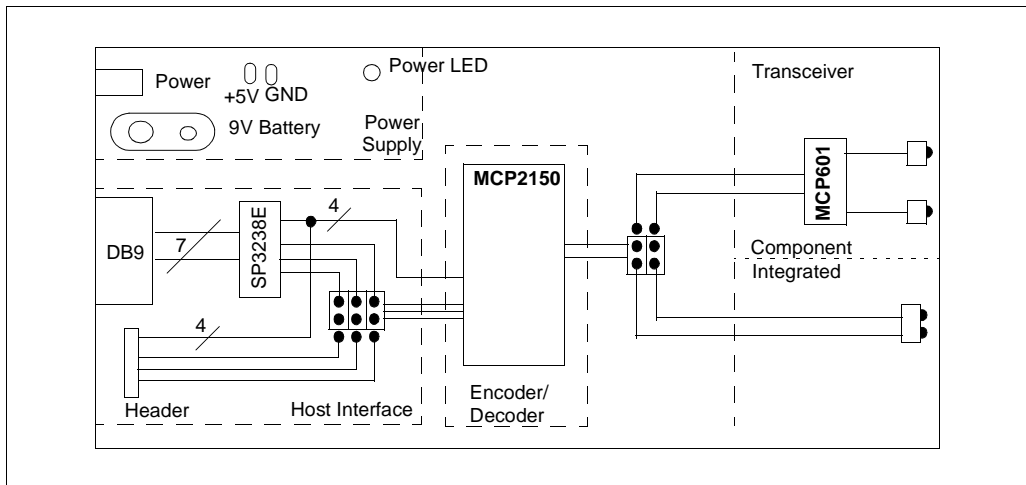 Power
+5V GND
9V Battery
Power LED
Power
Supply
Transceiver
MCP2150
MCP601
DB9
7
SP3238E
4
4
Component
Integrated
Header
Host Interface
Encoder/
Decoder